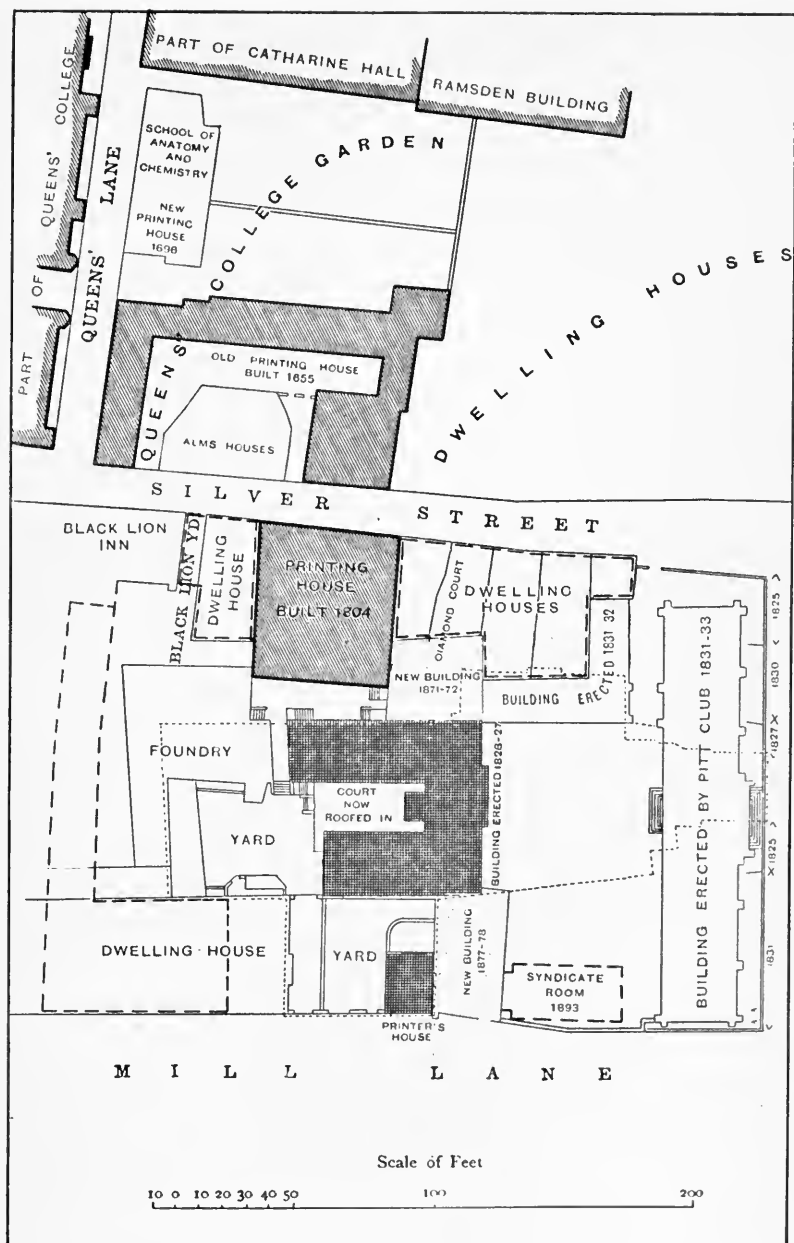 PART OF CATHARINE HALL
RAMSDEN BUILDING
PART OF QUEENS' COLLEGE
QUEENS' LANE
SCHOOL OF
ANATOMY
AND
CHEMISTRY
NEW
PRINTING
HOUSE
1698
QUEENS' COLLEGE GARDEN
DWELLING HOUSES
OLD PRINTING HOUSE
BUILT 1655
ALMS HOUSES
SILVER STREET
BLACK LION
INN
BLACK LION YD
DWELLING
HOUSE
PRINTING
HOUSE
BUILT 1804
DIAMOND COURT
DWELLING
HOUSES
NEW BUILDING
1871-72
BUILDING ERECTED 1831 32
BUILDING ERECTED BY PITT CLUB 1831-33
1825
1830
1827
1825
1831
FOUNDRY
COURT
NOW
ROOFED IN
BUILDING ERECTED 1826-27
YARD
DWELLING-HOUSE
YARD
NEW BUILDING
1877-78
SYNDICATE
ROOM
1893
PRINTER'S
HOUSE
MILL LANE
Scale of Feet
10 0 10 20 30 40 50 100 200